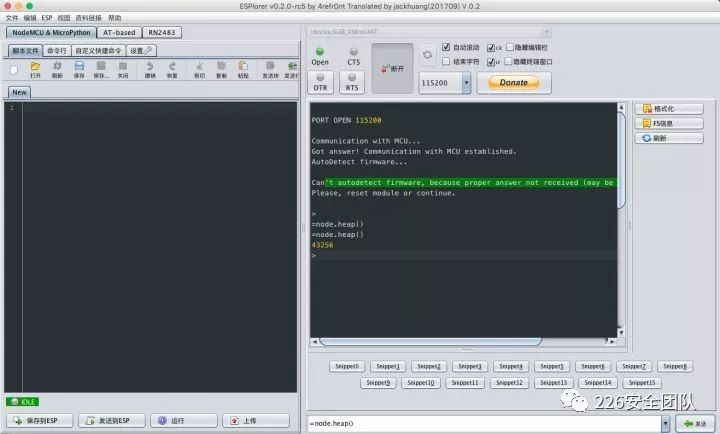 ESPlorer v0.2.0-rc5 by 4refr0nt Translated by jackhuang(201709) V 0.2
文件 编辑 ESP 视图 资料链接 帮助
NodeMCU & MicroPython AT-based RN2483
脚本文件 命令行 自定义快捷命令 设置
打开 刷新 保存 保存... 关闭 撤销 恢复 剪切 复制 粘贴 发送块 发送行
New
1
IDLE
保存到ESP 发送到ESP 运行 上传
Open CTS
DTR RTS
断开
自动滚动 CR 隐藏编辑栏
结束字符 LF 隐藏终端窗口
115200 Donate
PORT OPEN 115200
Communication with MCU...
Got answer! Communication with MCU established.
AutoDetect firmware...
Can't autodetect firmware, because proper answer not received (may be
Please, reset module or continue.
>
=node.heap()
=node.heap()
43256
>
格式化
FS信息
刷新
Snippet0 Snippet1 Snippet2 Snippet3 Snippet4 Snippet5 Snippet6 Snippet7 Snippet8
Snippet9 Snippet10 Snippet11 Snippet12 Snippet13 Snippet14 Snippet15
=node.heap() 发送
226安全团队